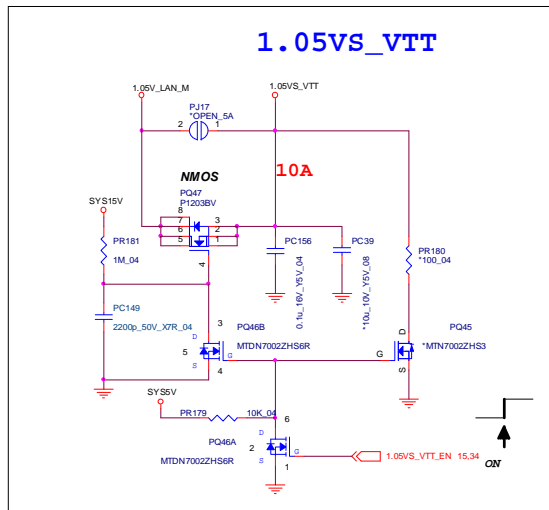 1.05VS_VTT
1.05V_LAN_M
1.05VS_VTT
PJ17
*OPEN_5A
2
1
NMOS
10A
PQ47
P1203BV
SYS15V
8
7
6
5
3
2
1
4
PR181
1M_04
PC156
0.1u_16V_Y5V_04
PC39
*10u_10V_Y5V_08
PR180
*100_04
PC149
2200p_50V_X7R_04
3
PQ46B
D
5
G
S
4
MTDN7002ZHS6R
D
PQ45
G
S
*MTN7002ZHS3
SYS5V
PR179
10K_04
6
PQ46A
D
2
G
S
1
MTDN7002ZHS6R
1.05VS_VTT_EN 15,34
ON